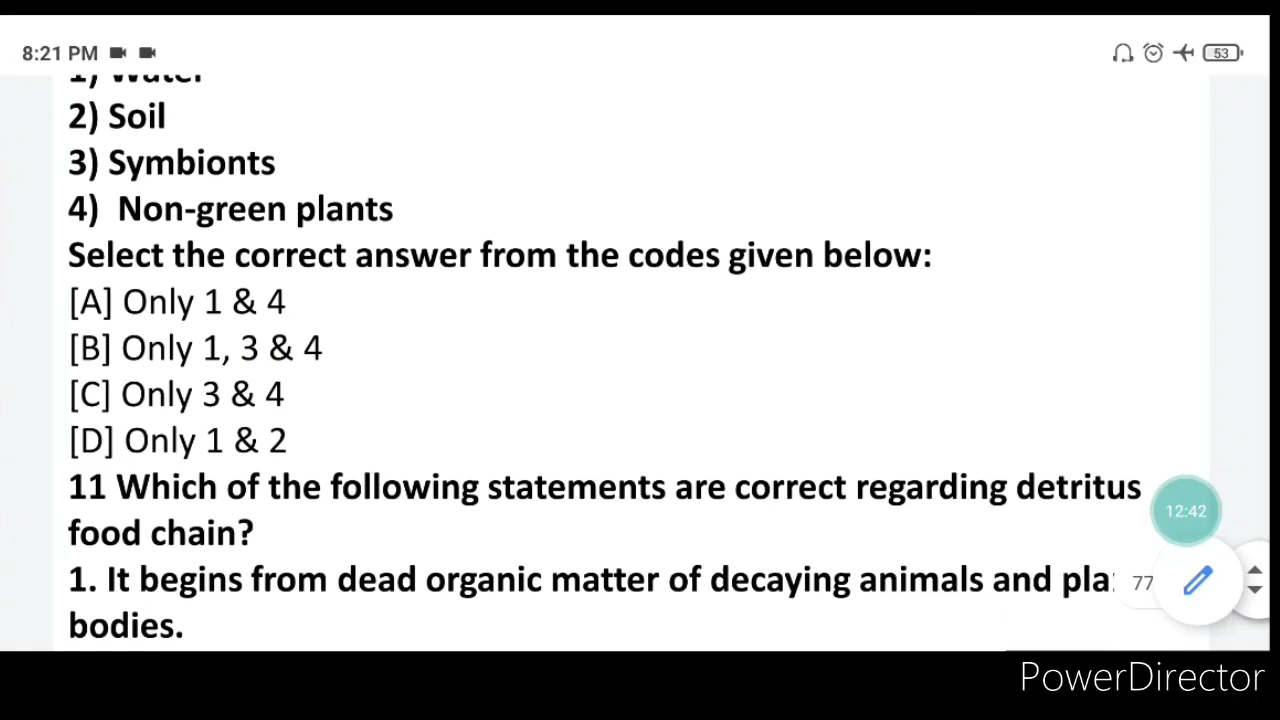 8:21 PM
53
1) Water
2) Soil
3) Symbionts
4) Non-green plants
Select the correct answer from the codes given below:
[A] Only 1 & 4
[B] Only 1, 3 & 4
[C] Only 3 & 4
[D] Only 1 & 2
11 Which of the following statements are correct regarding detritus
12:42
food chain?
1. It begins from dead organic matter of decaying animals and
77
bodies.
PowerDirector